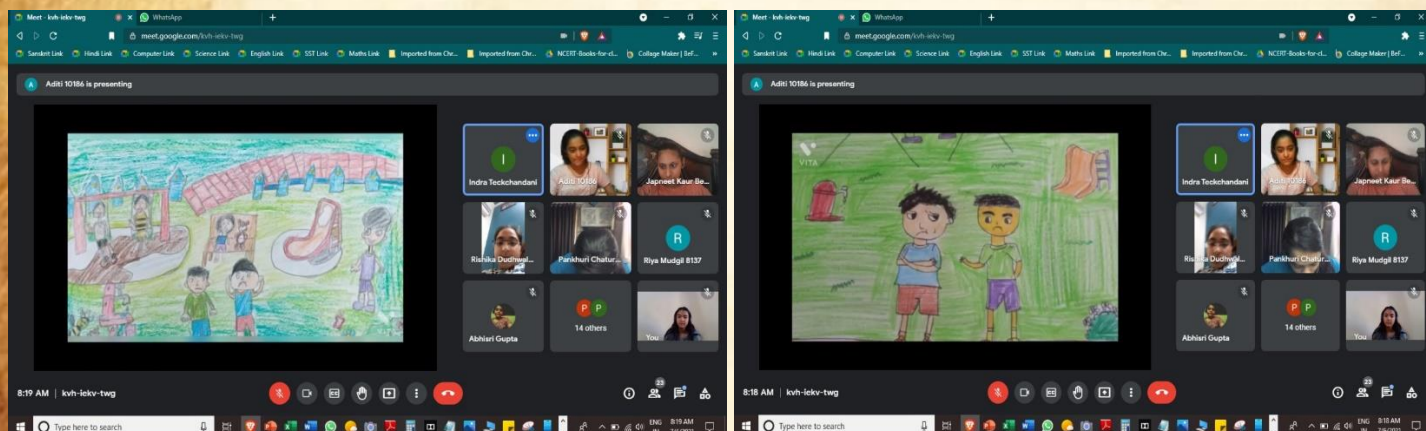 Meet - kvh-iekv-twg
WhatsApp
meet.google.com/kvh-iekv-twg
Sanskrit Link Hindi Link Computer Link Science Link English Link SST Link Maths Link Imported from Chr... Imported from Chr... NCERT-Books-for-cl... Collage Maker | BeF...
A Aditi 10186 is presenting
I
Indra Teckchandani
Aditi 10186
Japneet Kaur Be...
Rishika Dudhwal...
Pankhuri Chatur...
R
Riya Mudgil 8137
Abhisri Gupta
P P
14 others
You
8:19 AM | kvh-iekv-twg
23
Type here to search
ENG 8:19 AM
Meet - kvh-iekv-twg
WhatsApp
meet.google.com/kvh-iekv-twg
Sanskrit Link Hindi Link Computer Link Science Link English Link SST Link Maths Link Imported from Chr... Imported from Chr... NCERT-Books-for-cl... Collage Maker | BeF...
A Aditi 10186 is presenting
VITA
I
Indra Teckchandani
Aditi 10186
Japneet Kaur Be...
Rishika Dudhwal...
Pankhuri Chatur...
R
Riya Mudgil 8137
Abhisri Gupta
P P
14 others
You
8:18 AM | kvh-iekv-twg
23
Type here to search
ENG 8:18 AM